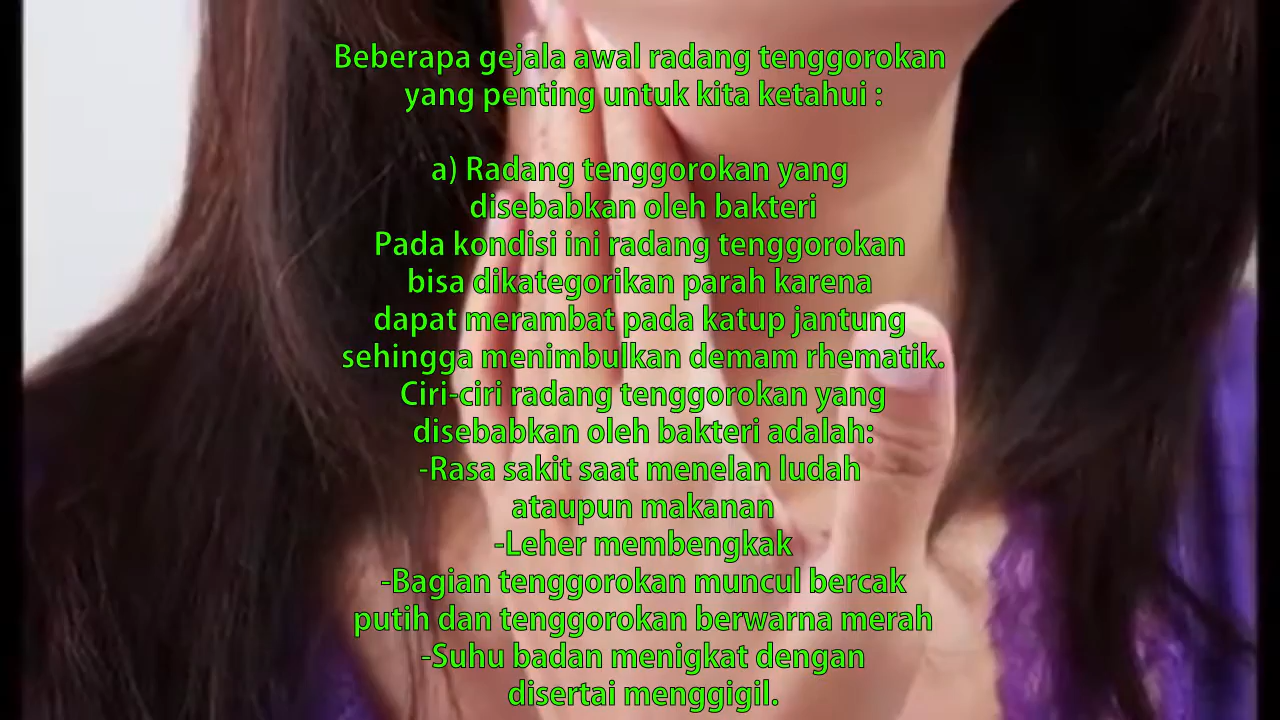 Beberapa gejala awal radang tenggorokan
yang penting untuk kita ketahui :
a) Radang tenggorokan yang
disebabkan oleh bakteri
Pada kondisi ini radang tenggorokan
bisa dikategorikan parah karena
dapat merambat pada katup jantung
sehingga menimbulkan demam rhematik.
Ciri-ciri radang tenggorokan yang
disebabkan oleh bakteri adalah:
-Rasa sakit saat menelan ludah
ataupun makanan
-Leher membengkak
-Bagian tenggorokan muncul bercak
putih dan tenggorokan berwarna merah
-Suhu badan menigkat dengan
disertai menggigil.